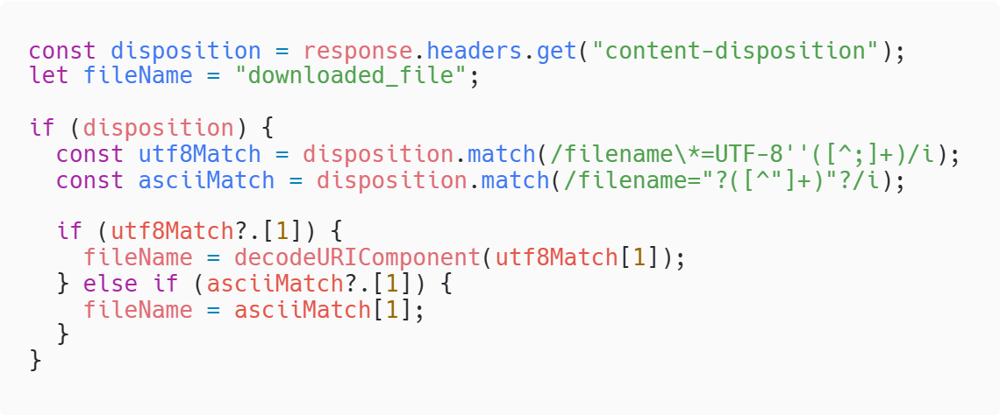 const disposition = response.headers.get("content-disposition");
let fileName = "downloaded_file";

if (disposition) {
  const utf8Match = disposition.match(/filename\*=UTF-8''([^;]+)/i);
  const asciiMatch = disposition.match(/filename="?([^"]+)"?/i);

  if (utf8Match?.[1]) {
    fileName = decodeURIComponent(utf8Match[1]);
  } else if (asciiMatch?.[1]) {
    fileName = asciiMatch[1];
  }
}